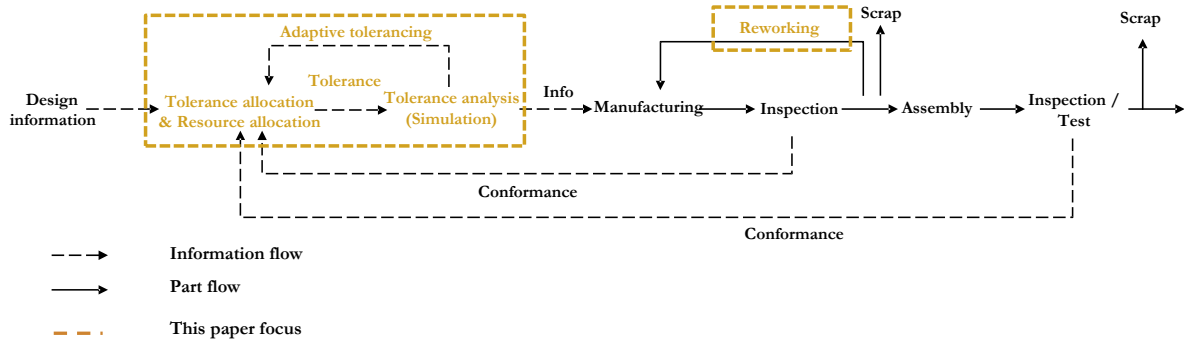 Scrap
Scrap
Reworking
Adaptive tolerancing
Tolerance
Info
Design
information
Tolerance allocation
& Resource allocation
Tolerance analysis
(Simulation)
Manufacturing
Inspection
Assembly
Inspection /
Test
Conformance
Conformance
Information flow
Part flow
This paper focus